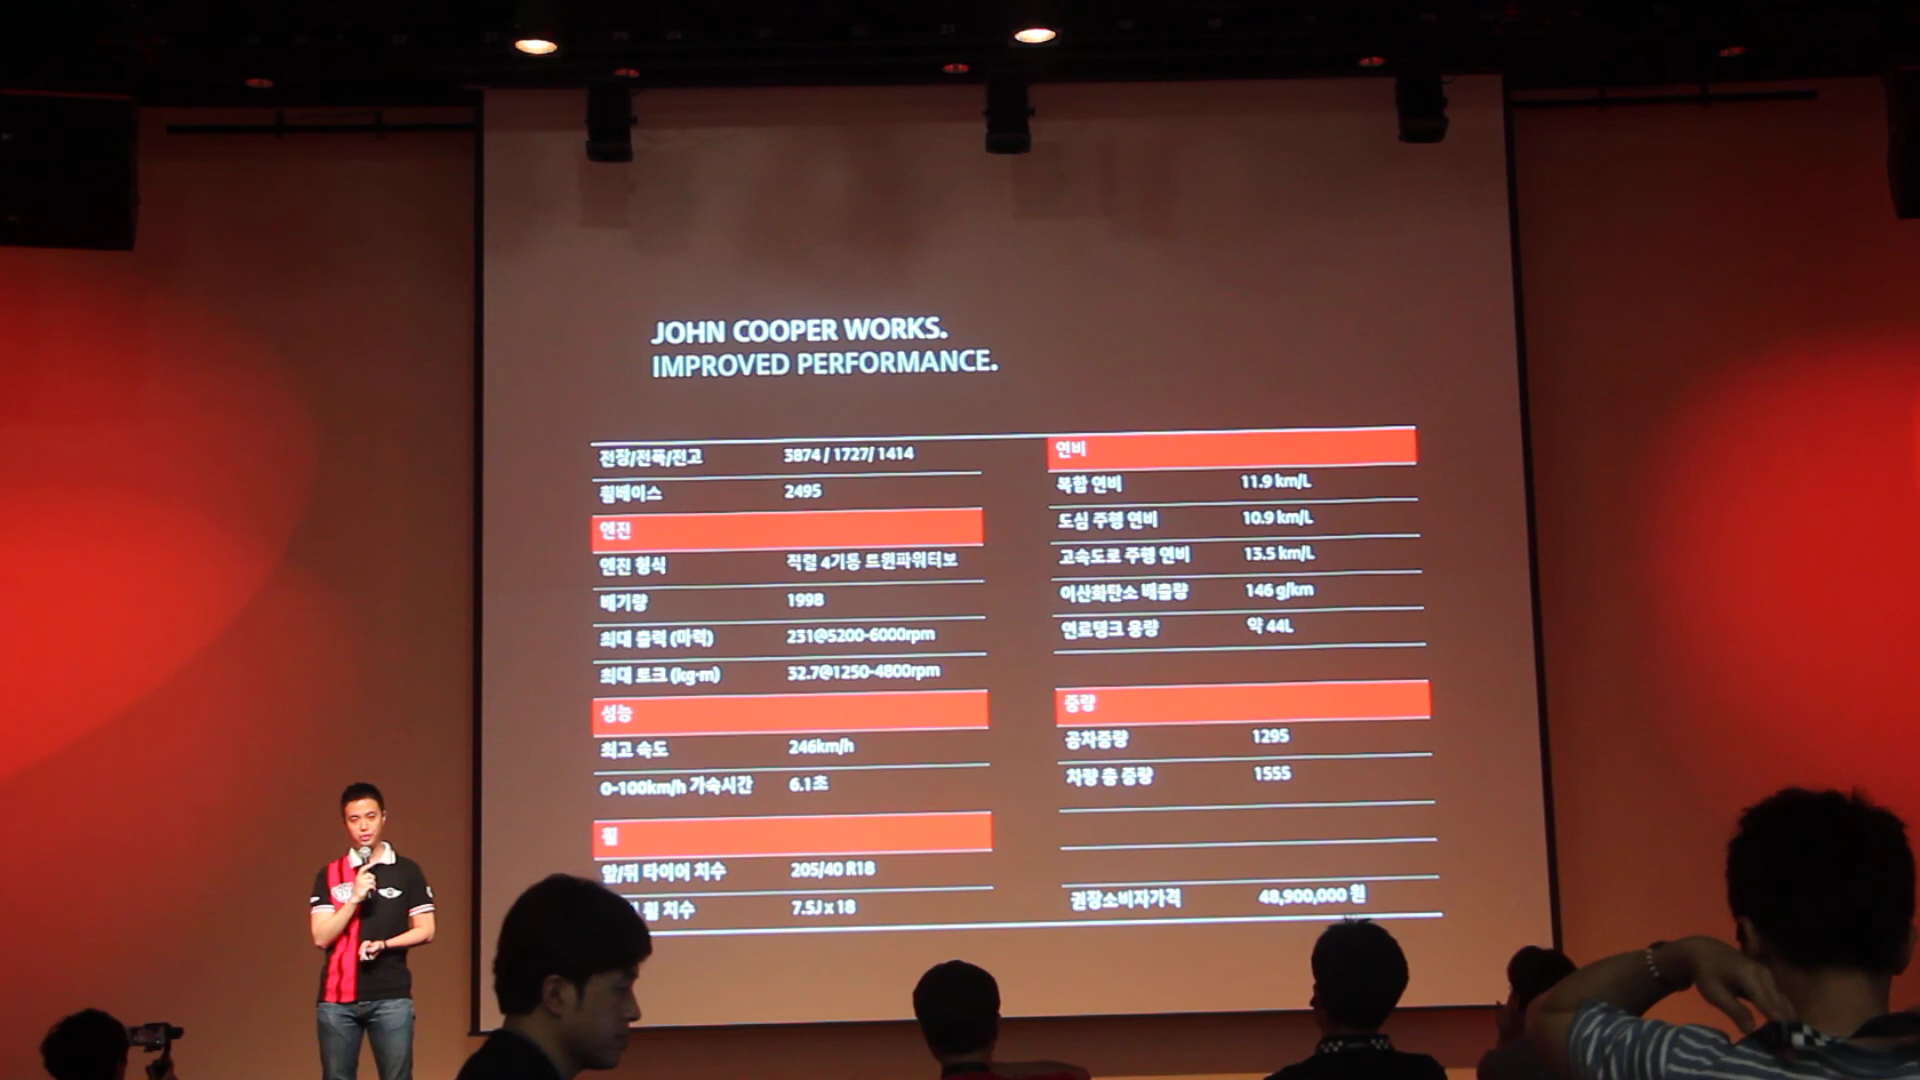 JOHN COOPER WORKS.
IMPROVED PERFORMANCE.
전장/전폭/전고 3874 / 1727/ 1414
휠베이스 2495
엔진
엔진 형식 직렬 4기통 트윈파워터보
배기량 1998
최대 출력 (마력) 231@5200-6000rpm
최대 토크 (kg·m) 32.7@1250-4800rpm
성능
최고 속도 246km/h
0-100km/h 가속시간 6.1초
휠
앞/뒤 타이어 치수 205/40 R18
휠 치수 7.5J x 18
연비
복합 연비 11.9 km/L
도심 주행 연비 10.9 km/L
고속도로 주행 연비 13.5 km/L
이산화탄소 배출량 146 g/km
연료탱크 용량 약 44L
중량
공차중량 1295
차량 총 중량 1555
권장소비자가격 48,900,000 원